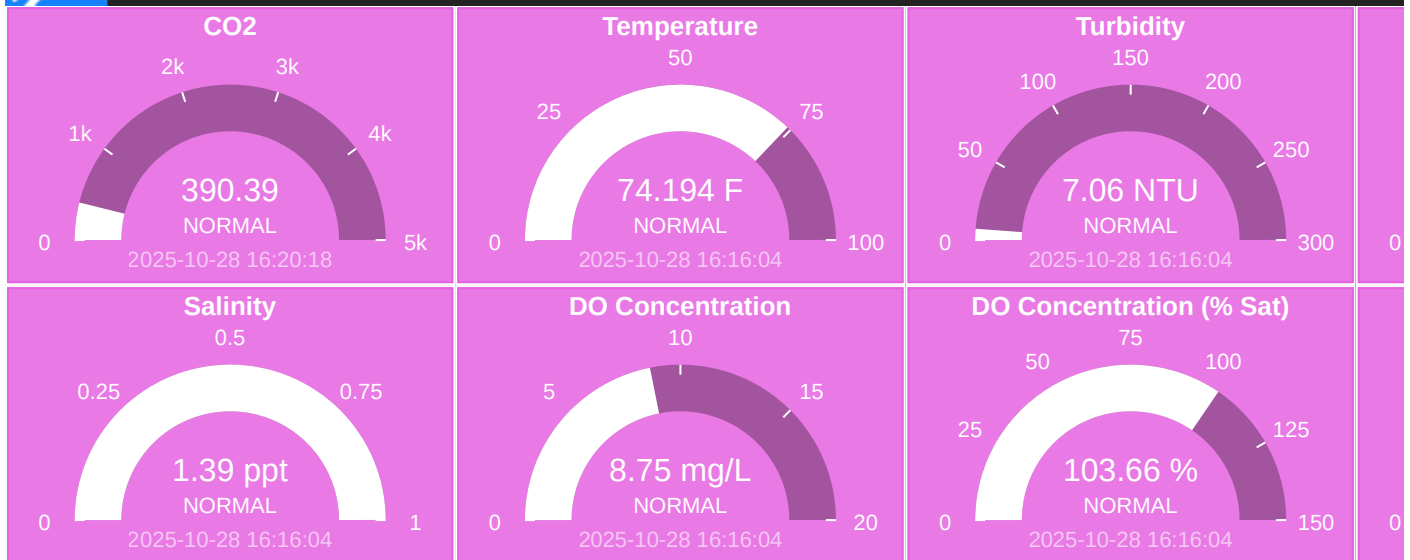 CO2
2k
3k
1k
4k
0
5k
390.39
NORMAL
2025-10-28 16:20:18
Temperature
50
25
75
0
100
74.194 F
NORMAL
2025-10-28 16:16:04
Turbidity
150
100
200
50
250
0
300
7.06 NTU
NORMAL
2025-10-28 16:16:04
0
Salinity
0.5
0.25
0.75
0
1
1.39 ppt
NORMAL
2025-10-28 16:16:04
DO Concentration
10
5
15
0
20
8.75 mg/L
NORMAL
2025-10-28 16:16:04
DO Concentration (% Sat)
75
50
100
25
125
0
150
103.66 %
NORMAL
2025-10-28 16:16:04
0